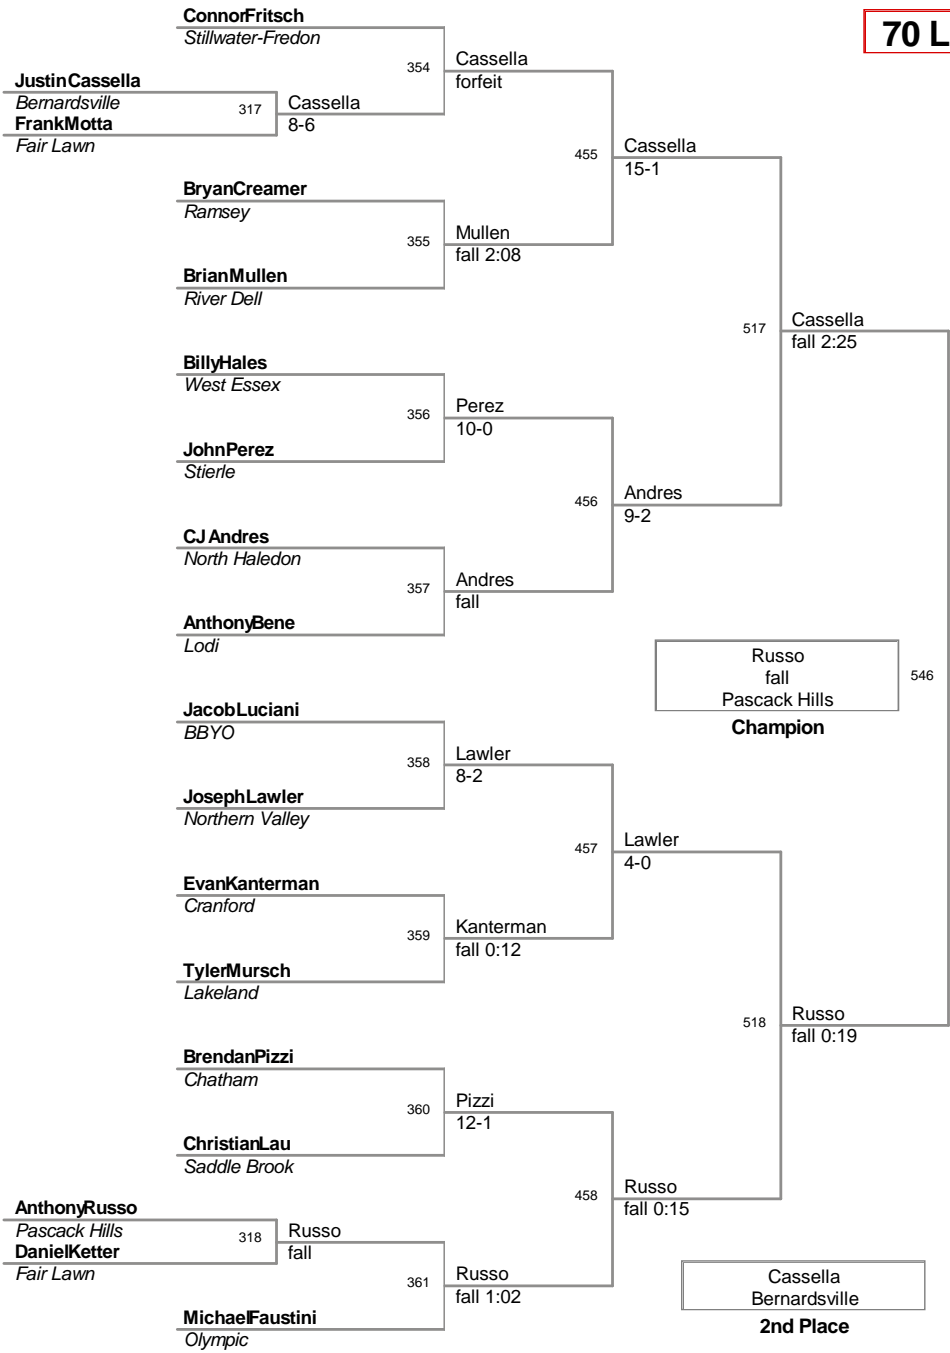 ConnorFritsch
Stillwater-Fredon
70 L
354
Cassella
forfeit
JustinCassella
Bernardsville
317
Cassella
8-6
FrankMotta
Fair Lawn
455
Cassella
15-1
BryanCreamer
Ramsey
355
Mullen
fall 2:08
BrianMullen
River Dell
517
Cassella
fall 2:25
BillyHales
West Essex
356
Perez
10-0
JohnPerez
Stierle
456
Andres
9-2
CJAndres
North Haledon
357
Andres
fall
AnthonyBene
Lodi
Russo
fall
Pascack Hills
546
Champion
JacobLuciani
BBYO
358
Lawler
8-2
JosephLawler
Northern Valley
457
Lawler
4-0
EvanKanterman
Cranford
359
Kanterman
fall 0:12
TylerMursch
Lakeland
518
Russo
fall 0:19
BrendanPizzi
Chatham
360
Pizzi
12-1
ChristianLau
Saddle Brook
458
Russo
fall 0:15
AnthonyRusso
Pascack Hills
318
Russo
fall
DanielKetter
Fair Lawn
361
Russo
fall 1:02
MichaelFaustini
Olympic
Cassella
Bernardsville
2nd Place